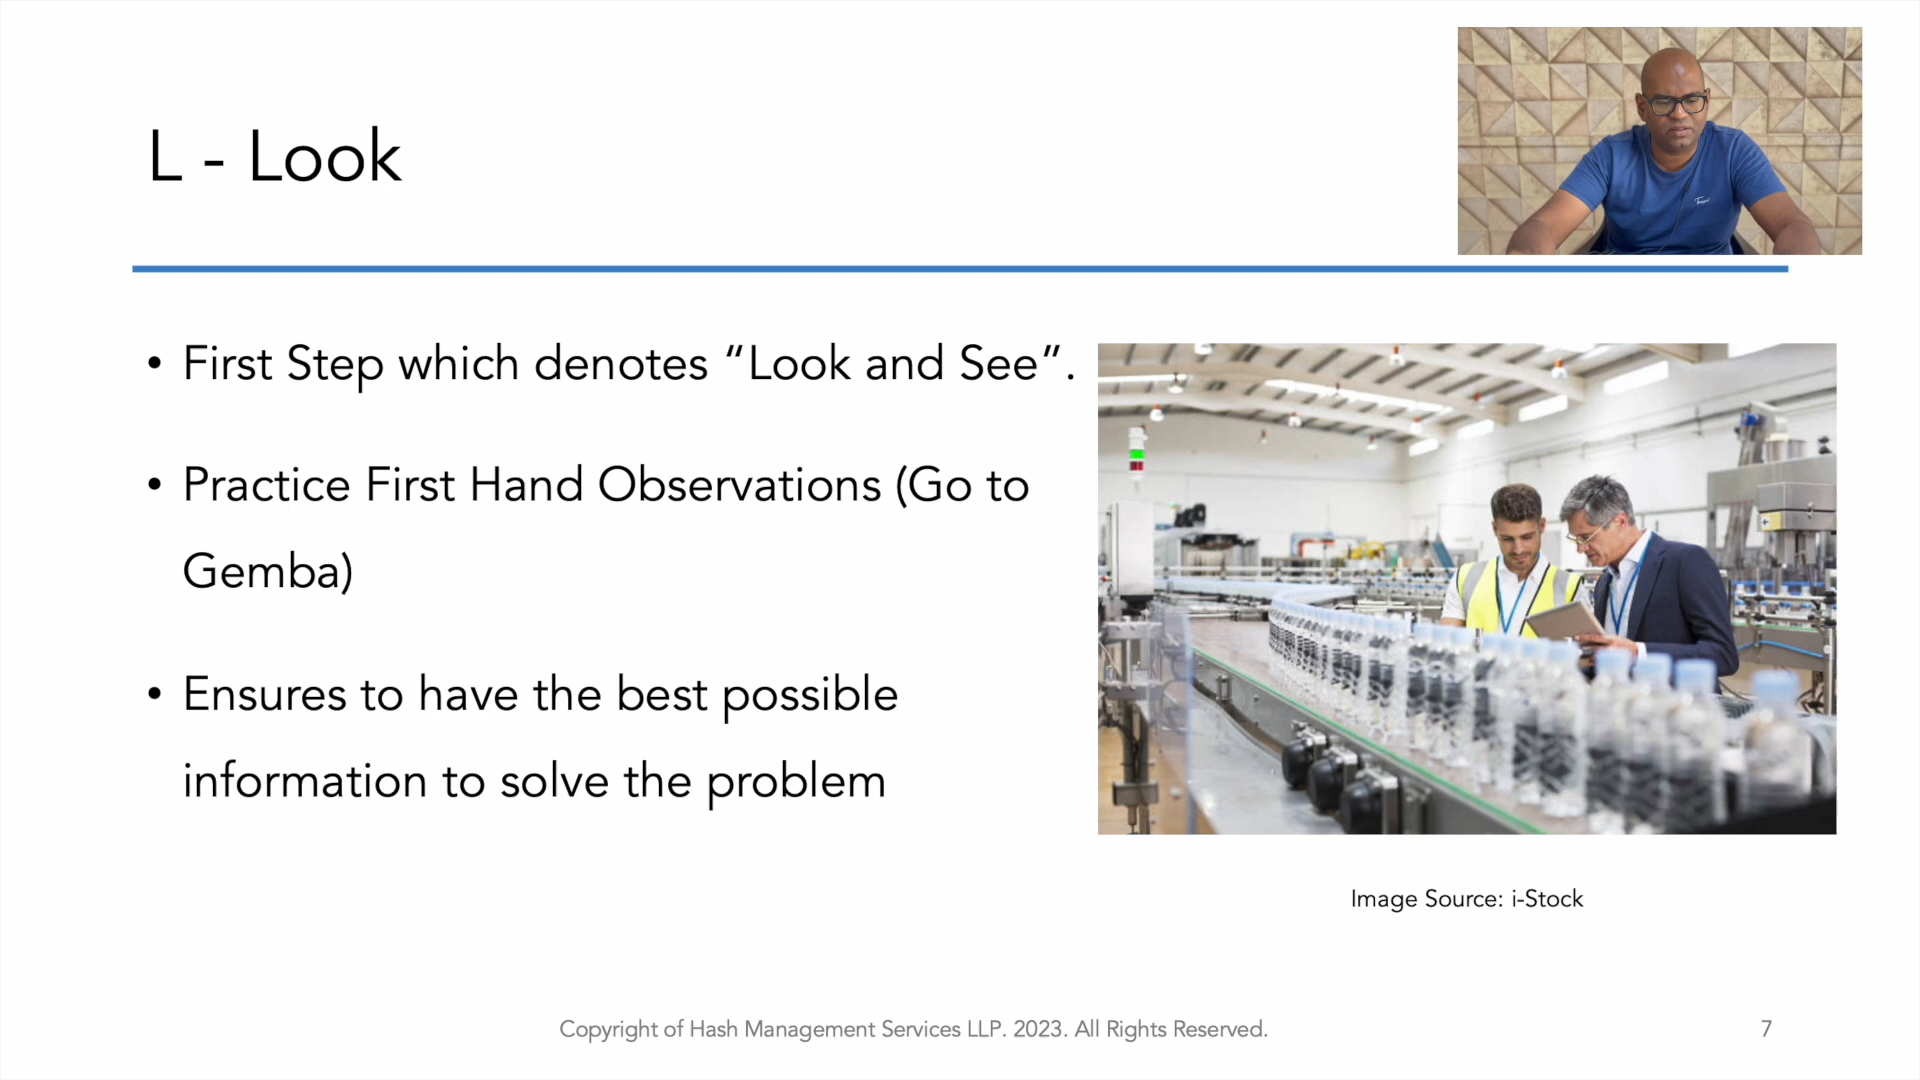 L - Look
• First Step which denotes “Look and See”.
• Practice First Hand Observations (Go to
Gemba)
• Ensures to have the best possible
information to solve the problem
Image Source: i-Stock
Copyright of Hash Management Services LLP. 2023. All Rights Reserved.
7